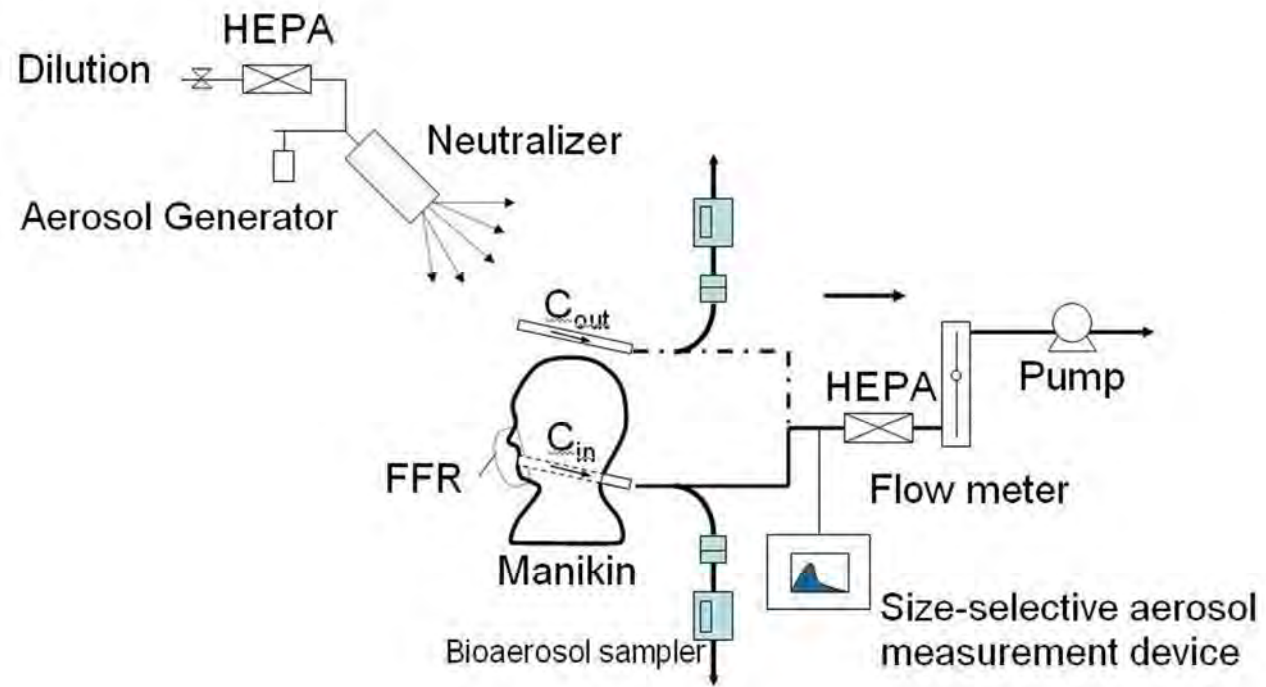 HEPA
Dilution
Neutralizer
Aerosol Generator
Cout
HEPA
Pump
Cin
FFR
Flow meter
Manikin
Size-selective aerosol
measurement device
Bioaerosol sampler